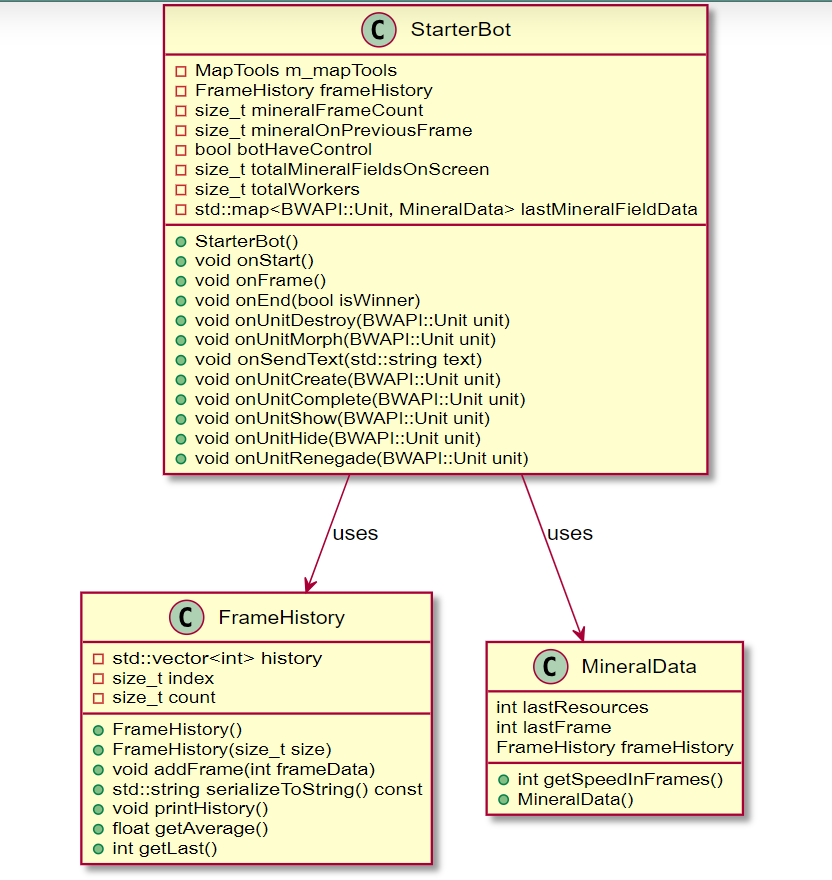 C StarterBot
MapTools m_mapTools
FrameHistory frameHistory
size_t mineralFrameCount
size_t mineralOnPreviousFrame
bool botHaveControl
size_t totalMineralFieldsOnScreen
size_t totalWorkers
std::map<BWAPI::Unit, MineralData> lastMineralFieldData
StarterBot()
void onStart()
void onFrame()
void onEnd(bool isWinner)
void onUnitDestroy(BWAPI::Unit unit)
void onUnitMorph(BWAPI::Unit unit)
void onSendText(std::string text)
void onUnitCreate(BWAPI::Unit unit)
void onUnitComplete(BWAPI::Unit unit)
void onUnitShow(BWAPI::Unit unit)
void onUnitHide(BWAPI::Unit unit)
void onUnitRenegade(BWAPI::Unit unit)
uses
uses
C FrameHistory
std::vector<int> history
size_t index
size_t count
FrameHistory()
FrameHistory(size_t size)
void addFrame(int frameData)
std::string serializeToString() const
void printHistory()
float getAverage()
int getLast()
C MineralData
int lastResources
int lastFrame
FrameHistory frameHistory
int getSpeedInFrames()
MineralData()